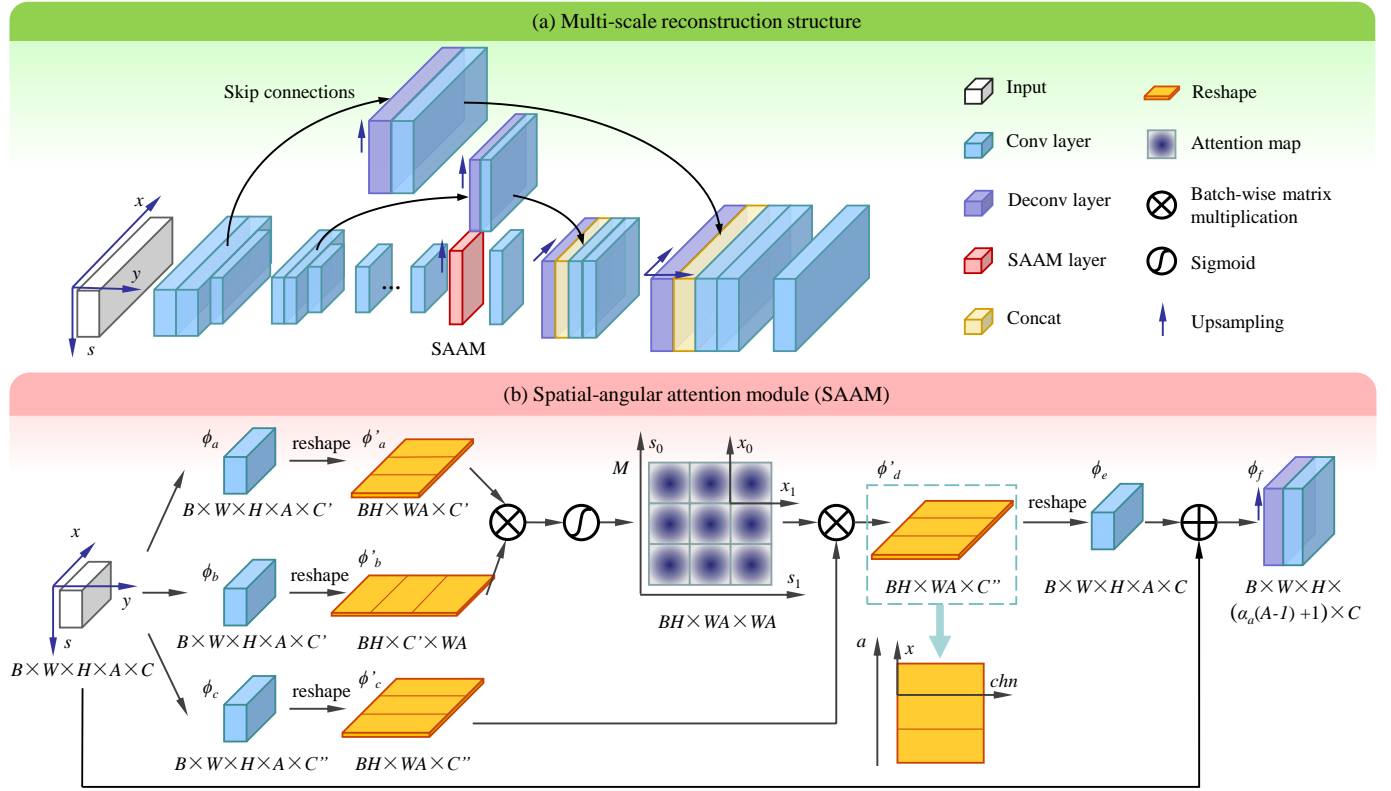 (a) Multi-scale reconstruction structure
Skip connections
Input
Reshape
Conv layer
Attention map
Deconv layer
Batch-wise matrix
multiplication
SAAM layer
Sigmoid
Concat
Upsampling
x
y
s
...
SAAM
(b) Spatial-angular attention module (SAAM)
ϕa
reshape
ϕ'a
B×W×H×A×C'
BH×WA×C'
ϕb
reshape
ϕ'b
B×W×H×A×C'
BH×C'×WA
ϕc
reshape
ϕ'c
B×W×H×A×C''
BH×WA×C''
x
y
s
B×W×H×A×C
M
s0
x0
x1
s1
BH×WA×WA
ϕ'd
BH×WA×C''
reshape
ϕe
B×W×H×A×C
ϕf
B×W×H×
(αa(A-1) +1)×C
a
x
chn